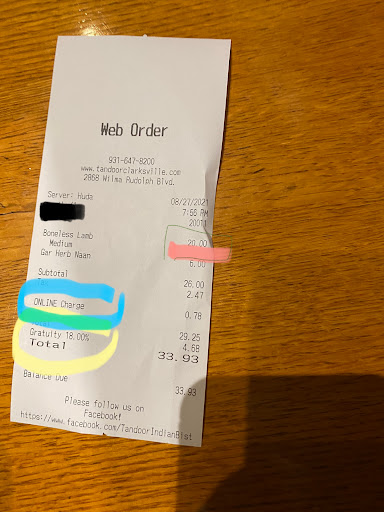 Web Order
931-647-8200
www.tandoorclarksville.com
2868 Wilma Rudolph Blvd.
Server: Huda 08/27/2021
7:55 PM
20011
Boneless Lamb 20.00
Medium
Gar Herb Naan 6.00
Subtotal 26.00
2.47
ONLINE Charge 0.78
29.25
Gratuity 18.00% 4.68
Total 33.93
Balance Due 33.93
Please follow us on
Facebook!
https://www.facebook.com/TandoorIndianBist